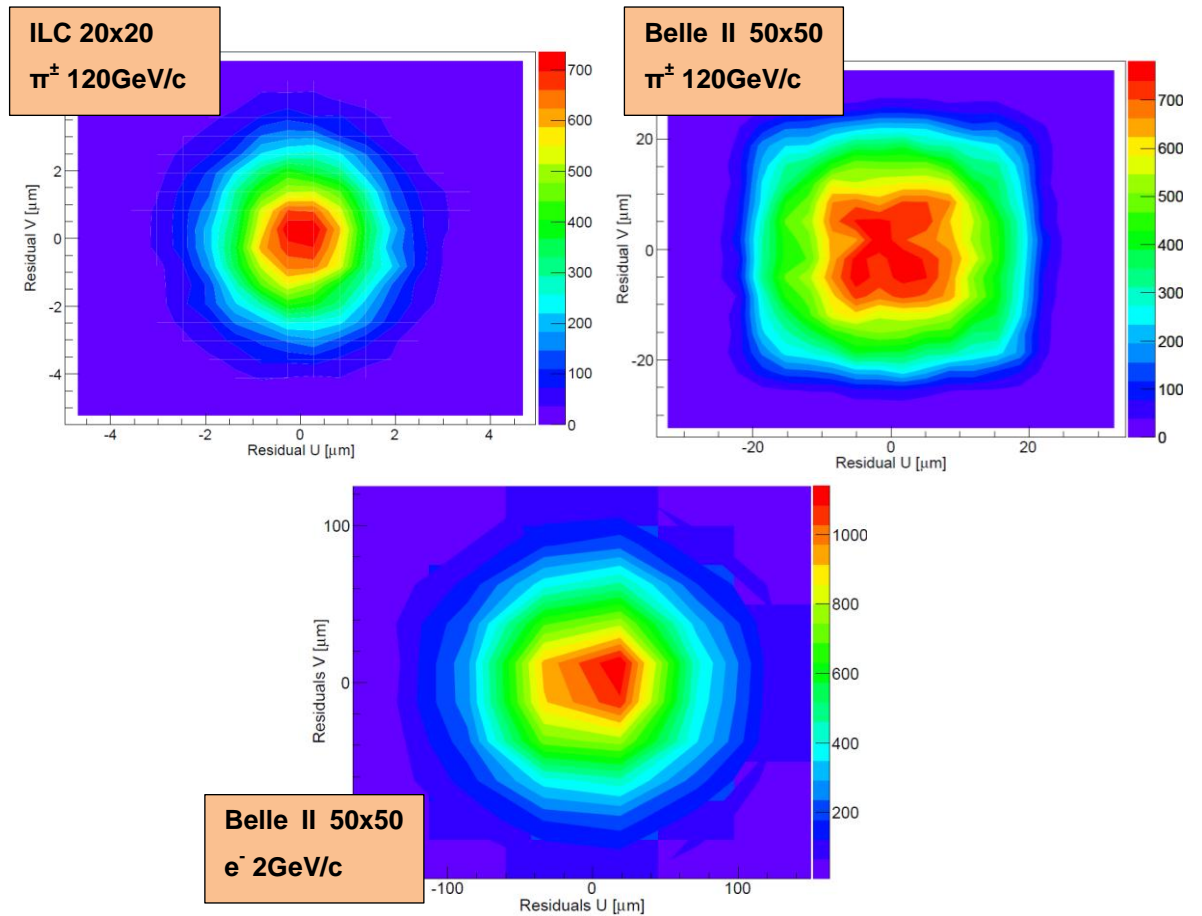 ILC 20x20
π± 120GeV/c
2
0
-2
-4
Residual V [μm]
-4 -2 0 2 4
Residual U [μm]
700
600
500
400
300
200
100
0
Belle II 50x50
π± 120GeV/c
20
0
-20
Residual V [μm]
-20 0 20
Residual U [μm]
700
600
500
400
300
200
100
0
100
0
Residuals V [μm]
-100 0 100
Residuals U [μm]
1000
800
600
400
200
Belle II 50x50
e- 2GeV/c